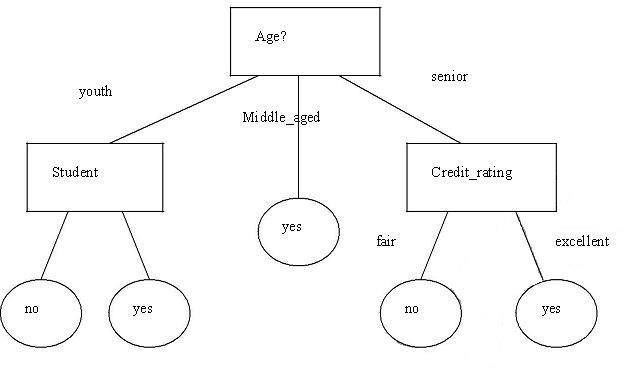 Age?
youth
senior
Middle_aged
Student
Credit_rating
yes
fair
excellent
no
yes
no
yes